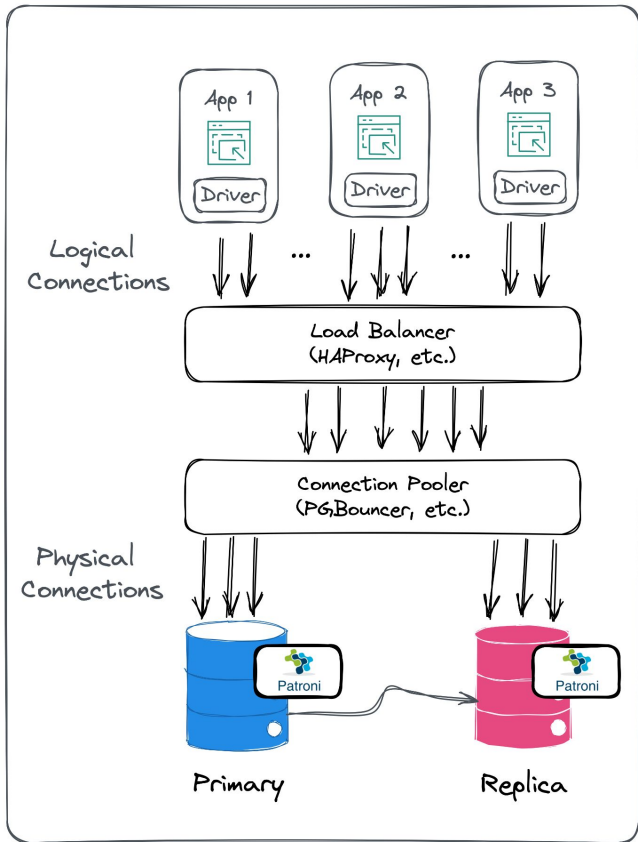 App 1
App 2
App 3
Driver
Driver
Driver
Logical
Connections
...
...
Load Balancer
(HAProxy, etc.)
Connection Pooler
(PGBouncer, etc.)
Physical
Connections
Patroni
Patroni
Primary
Replica